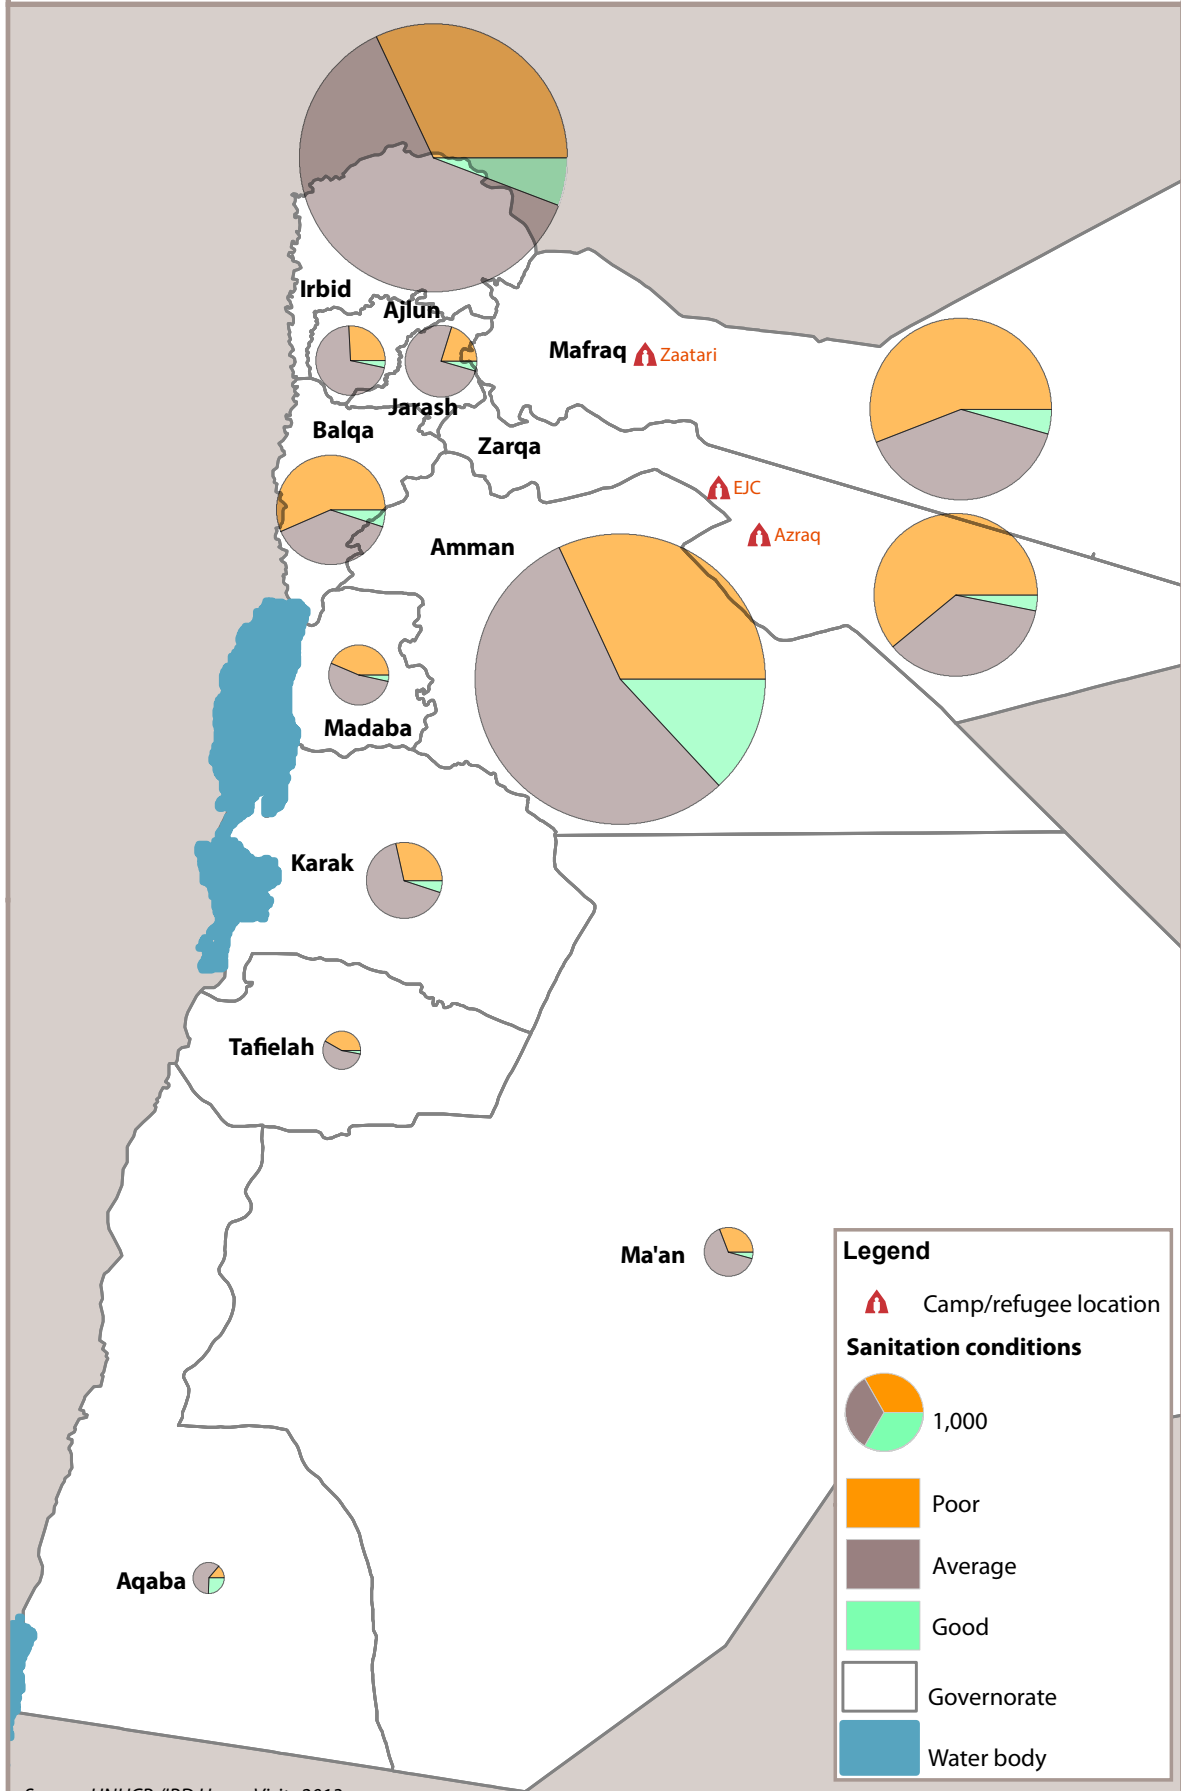 Irbid
Ajlun
Mafraq
Zaatari
Jarash
Balqa
Zarqa
EJC
Azraq
Amman
Madaba
Karak
Tafielah
Ma'an
Aqaba
Legend
Camp/refugee location
Sanitation conditions
1,000
Poor
Average
Good
Governorate
Water body